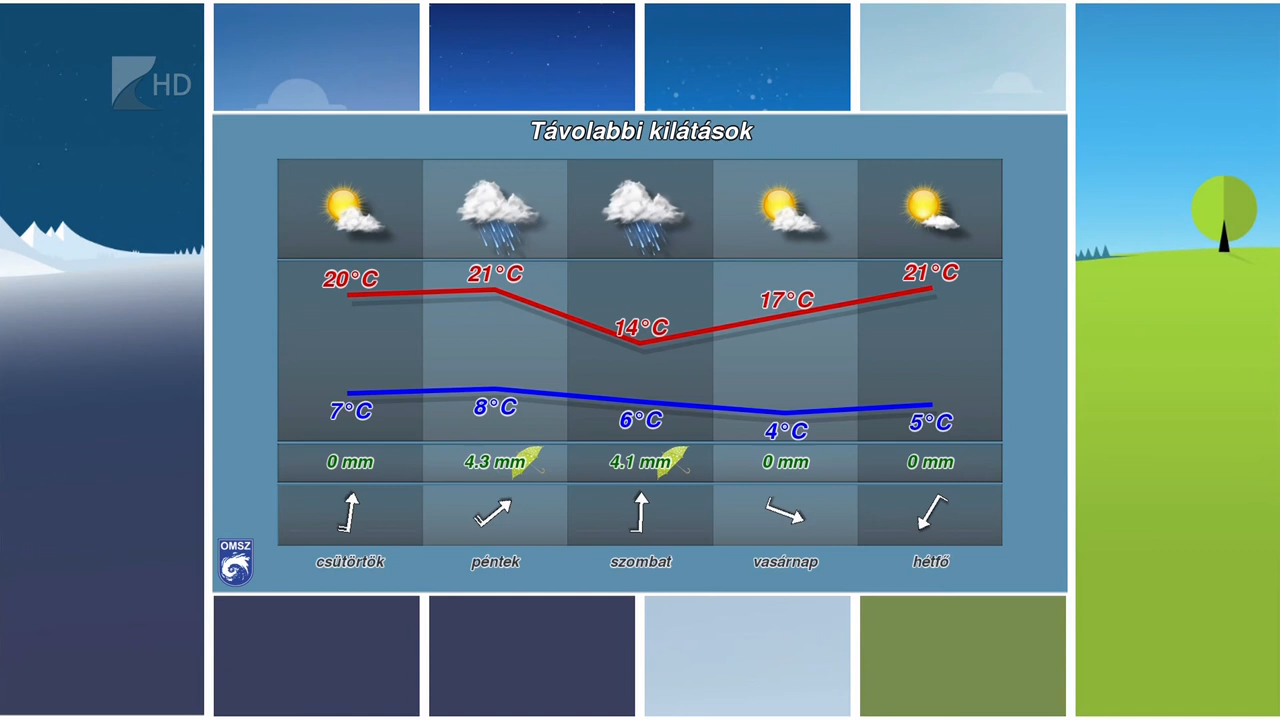 HD
Távolabbi kilátások
20°C 21°C 14°C 17°C 21°C
7°C 8°C 6°C 4°C 5°C
0 mm 4.3 mm 4.1 mm 0 mm 0 mm
OMSZ
csütörtök péntek szombat vasárnap hétfő